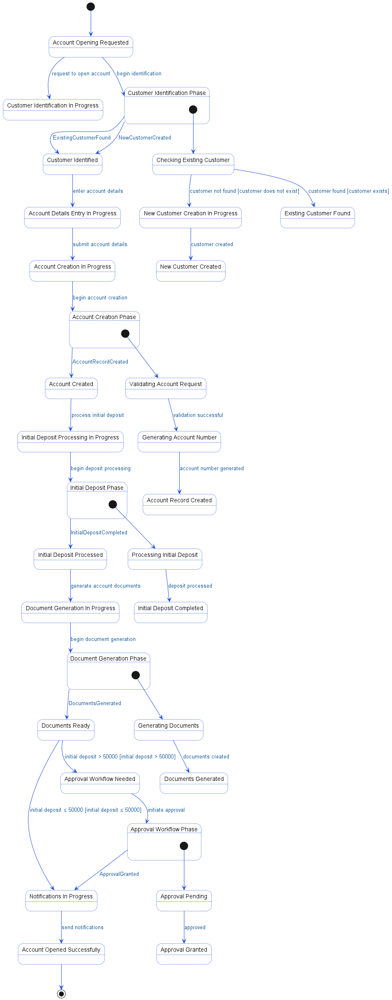 Account Opening Requested
request to open account
begin identification
Customer Identification Phase
Customer Identification In Progress
ExistingCustomerFound
NewCustomerCreated
Customer Identified
Checking Existing Customer
enter account details
customer not found [customer does not exist]
customer found [customer exists]
Account Details Entry In Progress
New Customer Creation In Progress
Existing Customer Found
submit account details
customer created
Account Creation In Progress
New Customer Created
begin account creation
Account Creation Phase
AccountRecordCreated
Account Created
Validating Account Request
process initial deposit
validation successful
Initial Deposit Processing In Progress
Generating Account Number
begin deposit processing
account number generated
Initial Deposit Phase
Account Record Created
InitialDepositCompleted
Initial Deposit Processed
Processing Initial Deposit
generate account documents
deposit processed
Document Generation In Progress
Initial Deposit Completed
begin document generation
Document Generation Phase
DocumentsGenerated
Documents Ready
Generating Documents
initial deposit > 50000 [initial deposit > 50000]
documents created
Approval Workflow Needed
Documents Generated
initial deposit ≤ 50000 [initial deposit ≤ 50000]
initiate approval
Approval Workflow Phase
ApprovalGranted
Notifications In Progress
Approval Pending
send notifications
approved
Account Opened Successfully
Approval Granted